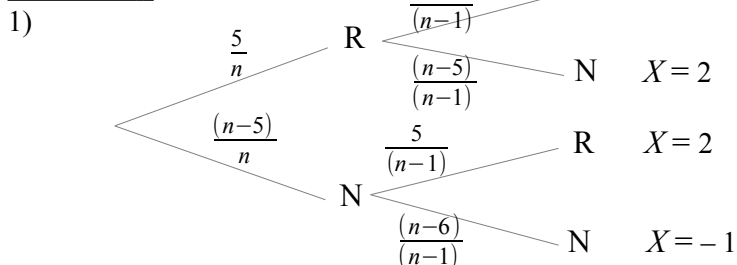 1)
(n−1)
5/n
R
(n−5)/(n−1)
N X = 2
(n−5)/n
5/(n−1)
R X = 2
N
(n−6)/(n−1)
N X = – 1